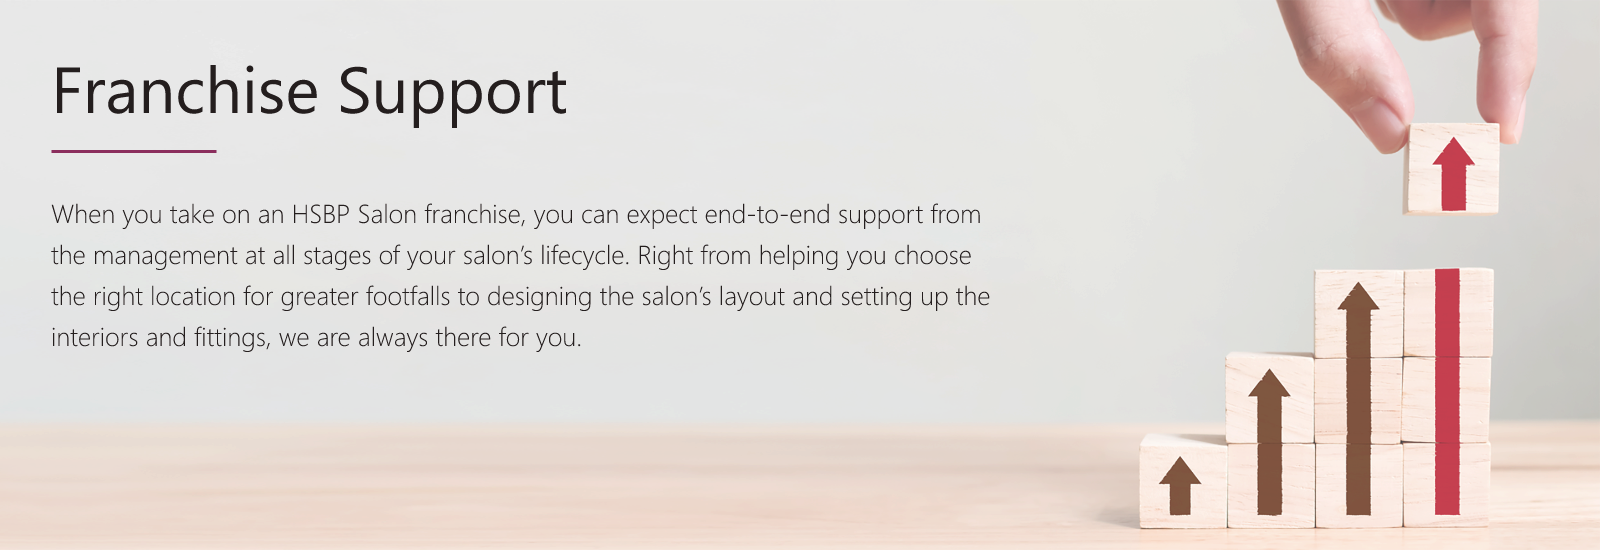 Franchise Support
When you take on an HSBP Salon franchise, you can expect end-to-end support from
the management at all stages of your salon’s lifecycle. Right from helping you choose
the right location for greater footfalls to designing the salon’s layout and setting up the
interiors and fittings, we are always there for you.